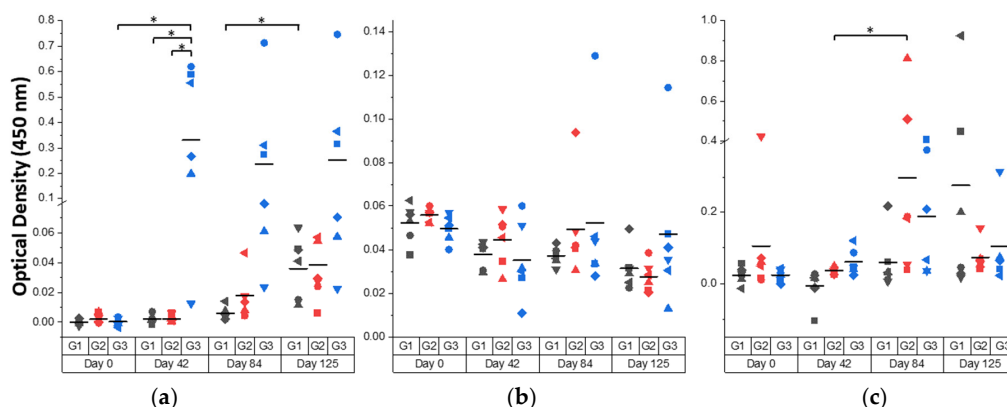 Optical Density (450 nm)
0.8
0.7
0.6
0.5
0.4
0.3
0.2
0.1
0.06
0.04
0.02
0.00
* * * *
G1 G2 G3 G1 G2 G3 G1 G2 G3 G1 G2 G3
Day 0 Day 42 Day 84 Day 125
(a)
0.14
0.12
0.10
0.08
0.06
0.04
0.02
0.00
G1 G2 G3 G1 G2 G3 G1 G2 G3 G1 G2 G3
Day 0 Day 42 Day 84 Day 125
(b)
1.0
0.8
0.6
0.4
0.2
0.0
*
G1 G2 G3 G1 G2 G3 G1 G2 G3 G1 G2 G3
Day 0 Day 42 Day 84 Day 125
(c)